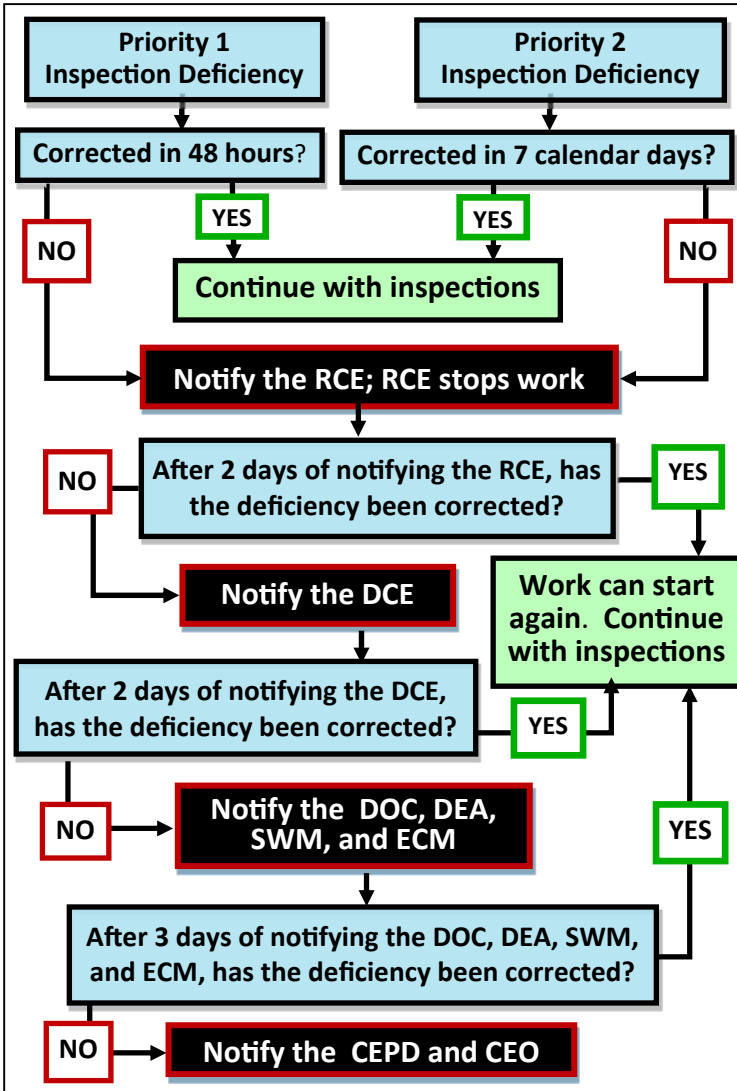 Priority 1
Inspection Deficiency
Priority 2
Inspection Deficiency
Corrected in 48 hours?
Corrected in 7 calendar days?
YES
YES
NO
NO
Continue with inspections
Notify the RCE; RCE stops work
After 2 days of notifying the RCE, has
the deficiency been corrected?
NO
YES
Notify the DCE
Work can start
again. Continue
with inspections
After 2 days of notifying the DCE,
has the deficiency been corrected?
YES
NO
Notify the DOC, DEA,
SWM, and ECM
YES
After 3 days of notifying the DOC, DEA, SWM,
and ECM, has the deficiency been corrected?
NO
Notify the CEPD and CEO